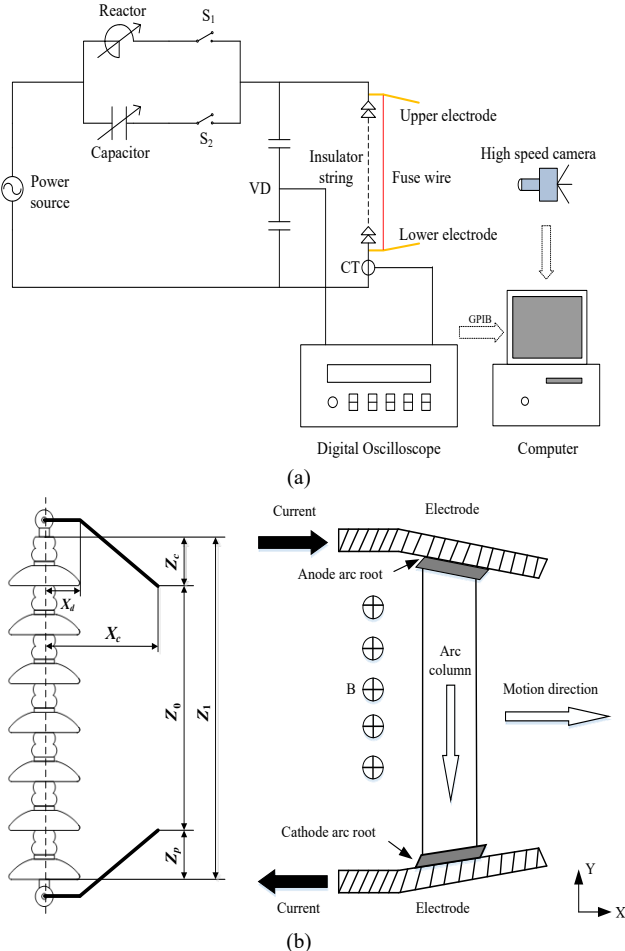 Reactor
S1
Capacitor
S2
Power
source
VD
Insulator
string
Upper electrode
Fuse wire
Lower electrode
CT
High speed camera
GPIB
Digital Oscilloscope
Computer
(a)
Xd
Xc
Zc
Z0
Z1
Zp
Current
Electrode
Anode arc root
B
Arc
column
Motion direction
Cathode arc root
Current
Electrode
Y
X
(b)